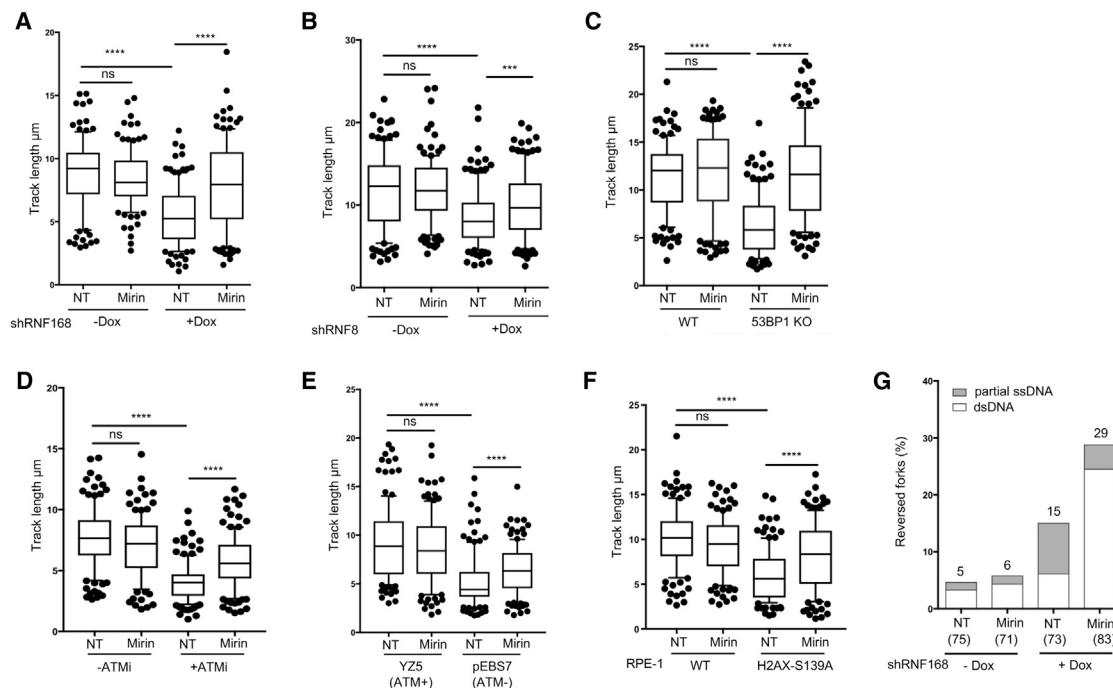 A
Track length µm
20
15
10
5
0
****
ns
****
NT Mirin NT Mirin
shRNF168 -Dox +Dox
B
Track length µm
30
20
10
0
****
ns
***
NT Mirin NT Mirin
shRNF8 -Dox +Dox
C
Track length µm
25
20
15
10
5
0
****
ns
****
NT Mirin NT Mirin
WT 53BP1 KO
D
Track length µm
20
15
10
5
0
****
ns
****
NT Mirin NT Mirin
-ATMi +ATMi
E
Track length µm
25
20
15
10
5
0
****
ns
****
NT Mirin NT Mirin
YZ5 pEBS7
(ATM+) (ATM-)
F
Track length µm
25
20
15
10
5
0
****
ns
****
NT Mirin NT Mirin
RPE-1 WT H2AX-S139A
G
partial ssDNA
dsDNA
Reversed forks (%)
40
30
20
10
0
5 6 15 29
NT Mirin NT Mirin
(75) (71) (73) (83)
shRNF168 - Dox + Dox